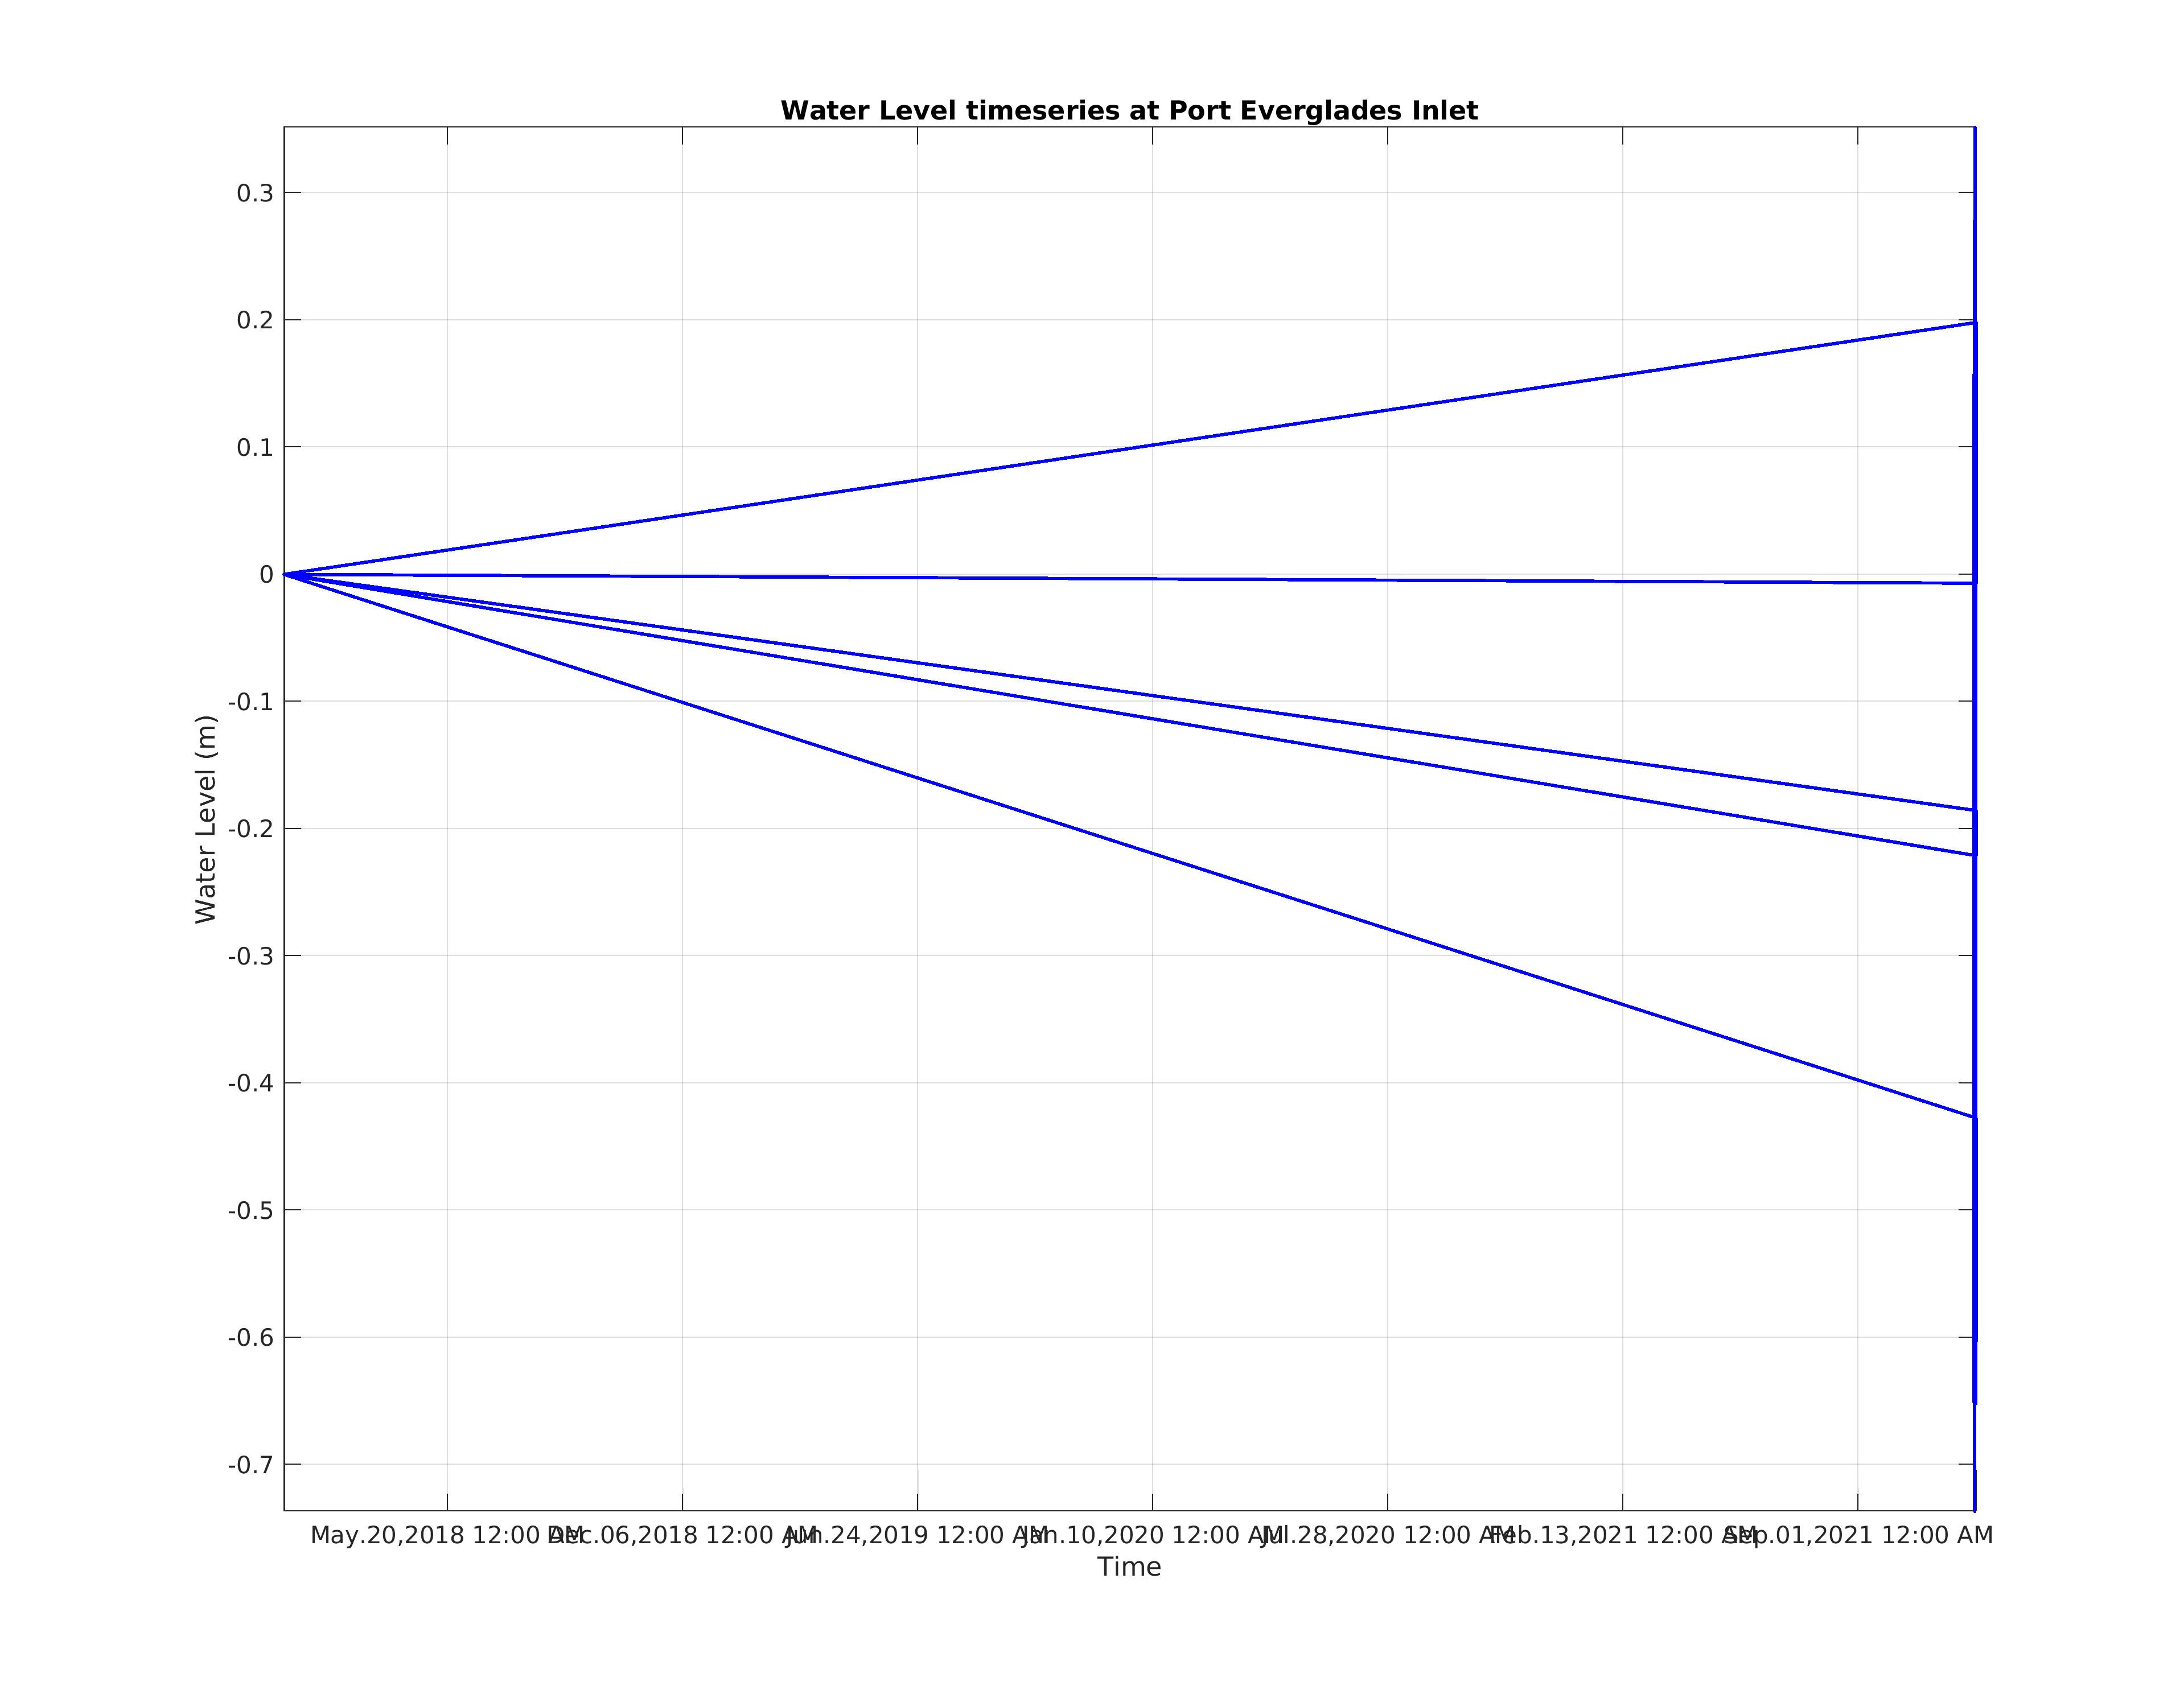 Water Level timeseries at Port Everglades Inlet
0.3
0.2
0.1
0
-0.1
-0.2
-0.3
-0.4
-0.5
-0.6
-0.7
Water Level (m)
May.20,2018 12:00 AM Dec.06,2018 12:00 AM Jun.24,2019 12:00 AM Jan.10,2020 12:00 AM Jul.28,2020 12:00 AM Feb.13,2021 12:00 AM Sep.01,2021 12:00 AM
Time